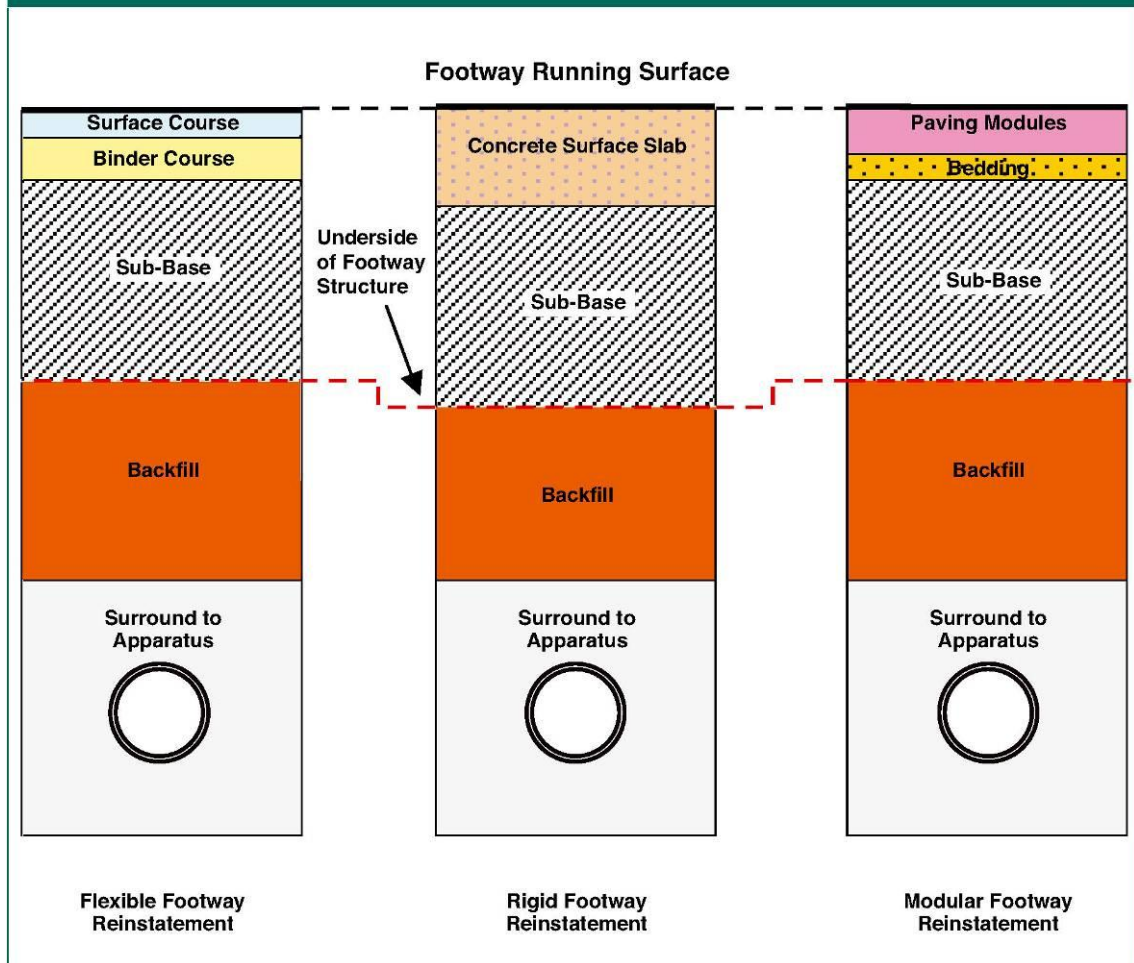 Footway Running Surface
Surface Course
Binder Course
Sub-Base
Backfill
Surround to
Apparatus
Flexible Footway
Reinstatement
Underside
of Footway
Structure
Concrete Surface Slab
Sub-Base
Backfill
Surround to
Apparatus
Rigid Footway
Reinstatement
Paving Modules
Bedding
Sub-Base
Backfill
Surround to
Apparatus
Modular Footway
Reinstatement